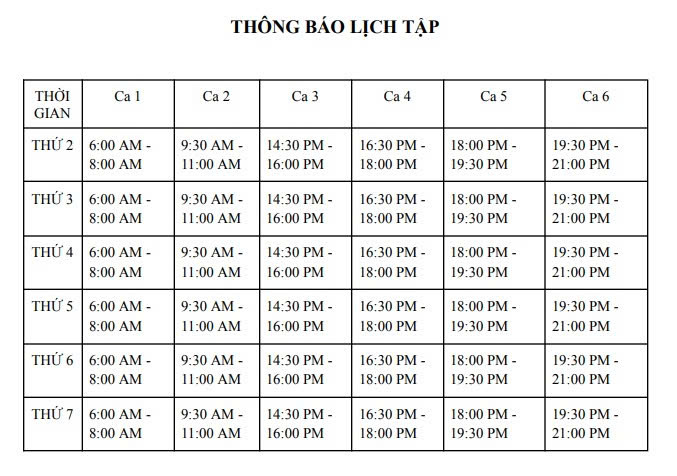 THÔNG BÁO LỊCH TẬP
THỜI GIAN Ca 1 Ca 2 Ca 3 Ca 4 Ca 5 Ca 6
THỨ 2 6:00 AM - 8:00 AM 9:30 AM - 11:00 AM 14:30 PM - 16:00 PM 16:30 PM - 18:00 PM 18:00 PM - 19:30 PM 19:30 PM - 21:00 PM
THỨ 3 6:00 AM - 8:00 AM 9:30 AM - 11:00 AM 14:30 PM - 16:00 PM 16:30 PM - 18:00 PM 18:00 PM - 19:30 PM 19:30 PM - 21:00 PM
THỨ 4 6:00 AM - 8:00 AM 9:30 AM - 11:00 AM 14:30 PM - 16:00 PM 16:30 PM - 18:00 PM 18:00 PM - 19:30 PM 19:30 PM - 21:00 PM
THỨ 5 6:00 AM - 8:00 AM 9:30 AM - 11:00 AM 14:30 PM - 16:00 PM 16:30 PM - 18:00 PM 18:00 PM - 19:30 PM 19:30 PM - 21:00 PM
THỨ 6 6:00 AM - 8:00 AM 9:30 AM - 11:00 AM 14:30 PM - 16:00 PM 16:30 PM - 18:00 PM 18:00 PM - 19:30 PM 19:30 PM - 21:00 PM
THỨ 7 6:00 AM - 8:00 AM 9:30 AM - 11:00 AM 14:30 PM - 16:00 PM 16:30 PM - 18:00 PM 18:00 PM - 19:30 PM 19:30 PM - 21:00 PM